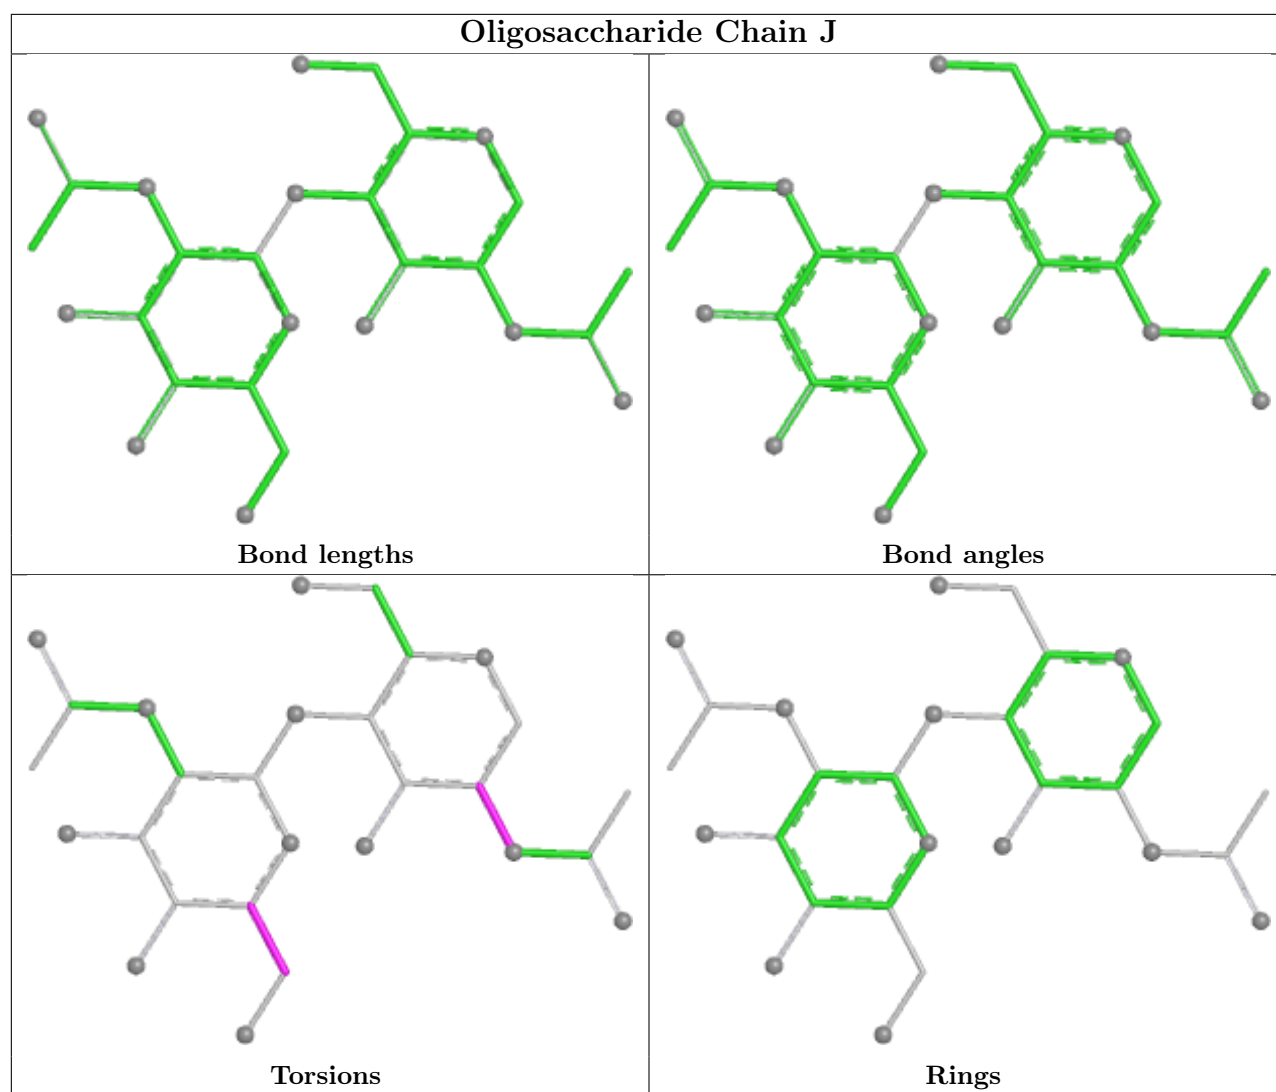 Oligosaccharide Chain J
Bond lengths
Bond angles
Torsions
Rings